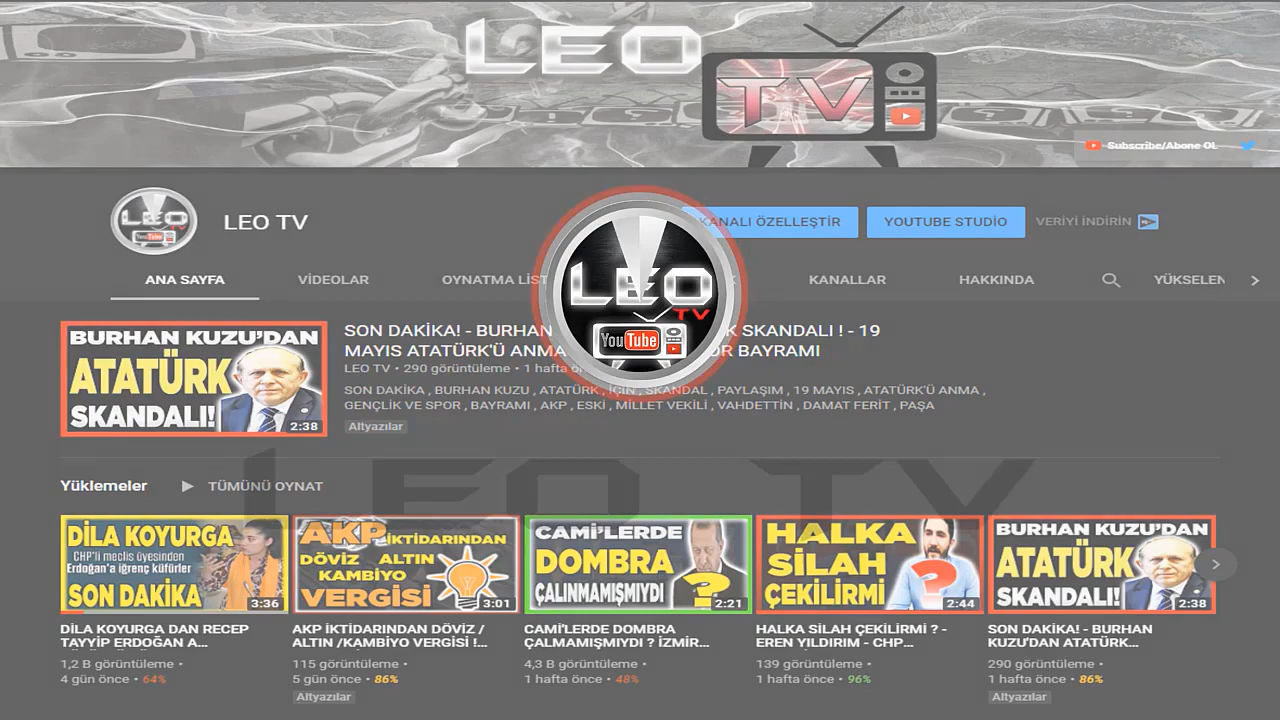 LEO
TV
Subscribe/Abone OL
LEO
TV
YouTube
LEO TV
KANALI ÖZELLEŞTİR
YOUTUBE STUDİO
VERİYİ İNDİRİN
LEO
TV
YouTube
ANA SAYFA
VİDEOLAR
OYNATMA LİST
KANALLAR
HAKKINDA
YÜKSELEN
BURHAN KUZU'DAN
ATATÜRK
SKANDALI!
2:38
SON DAKİKA! - BURHAN K SKANDALI ! - 19
MAYIS ATATÜRK'Ü ANMA OR BAYRAMI
LEO TV • 290 görüntüleme • 1 hafta ön
SON DAKİKA , BURHAN KUZU , ATATÜRK , İÇİN , SKANDAL , PAYLAŞIM , 19 MAYIS , ATATÜRK'Ü ANMA ,
GENÇLİK VE SPOR , BAYRAMI , AKP , ESKİ , MİLLET VEKİLİ , VAHDETTİN , DAMAT FERİT , PAŞA
Altyazılar
LEO TV
Yüklemeler
TÜMÜNÜ OYNAT
DİLA KOYURGA
CHP'li meclis üyesinden
Erdoğan'a iğrenç küfürler
SON DAKİKA
3:36
AKP İKTİDARINDAN
DÖVİZ ALTIN
KAMBİYO
VERGİSİ
3:01
CAMİ'LERDE
DOMBRA
ÇALINMAMIŞMIYDI
?
2:21
HALKA
SİLAH
ÇEKİLİRMİ
?
2:44
BURHAN KUZU'DAN
ATATÜRK
SKANDALI!
2:38
DİLA KOYURGA DAN RECEP
TAYYİP ERDOĞAN A...
1,2 B görüntüleme •
4 gün önce • 64%
AKP İKTİDARINDAN DÖVİZ /
ALTIN /KAMBİYO VERGİSİ !...
115 görüntüleme •
5 gün önce • 86%
Altyazılar
CAMİ'LERDE DOMBRA
ÇALMAMIŞMIYDI ? İZMİR...
4,3 B görüntüleme •
1 hafta önce • 48%
HALKA SİLAH ÇEKİLİRMİ ? -
EREN YILDIRIM - CHP...
139 görüntüleme •
1 hafta önce • 96%
SON DAKİKA! - BURHAN
KUZU'DAN ATATÜRK...
290 görüntüleme •
1 hafta önce • 86%
Altyazılar